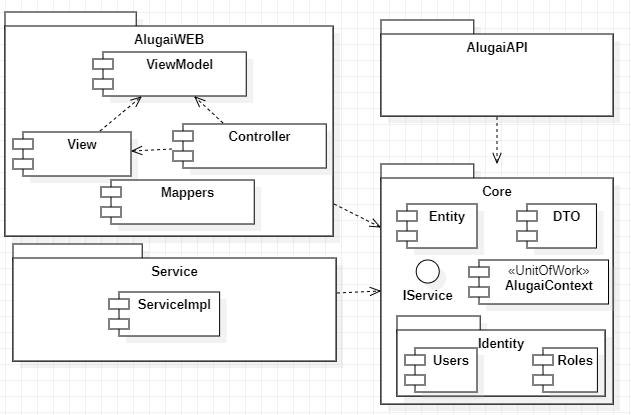 AlugaiWEB
ViewModel
View
Controller
Mappers
Service
ServiceImpl
AlugaiAPI
Core
Entity
DTO
IService
«UnitOfWork»
AlugaiContext
Identity
Users
Roles